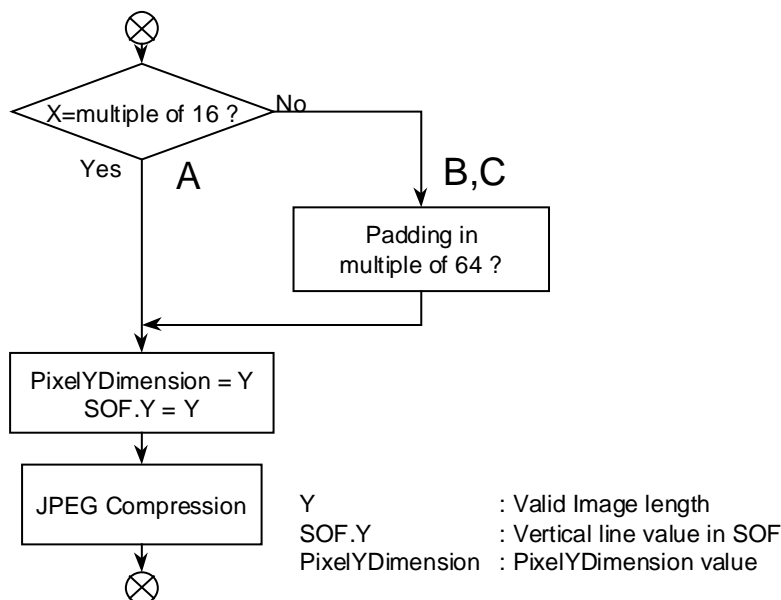 X=multiple of 16 ?
No
Yes
A
B,C
Padding in
multiple of 64 ?
PixelYDimension = Y
SOF.Y = Y
JPEG Compression
Y : Valid Image length
SOF.Y : Vertical line value in SOF
PixelYDimension : PixelYDimension value